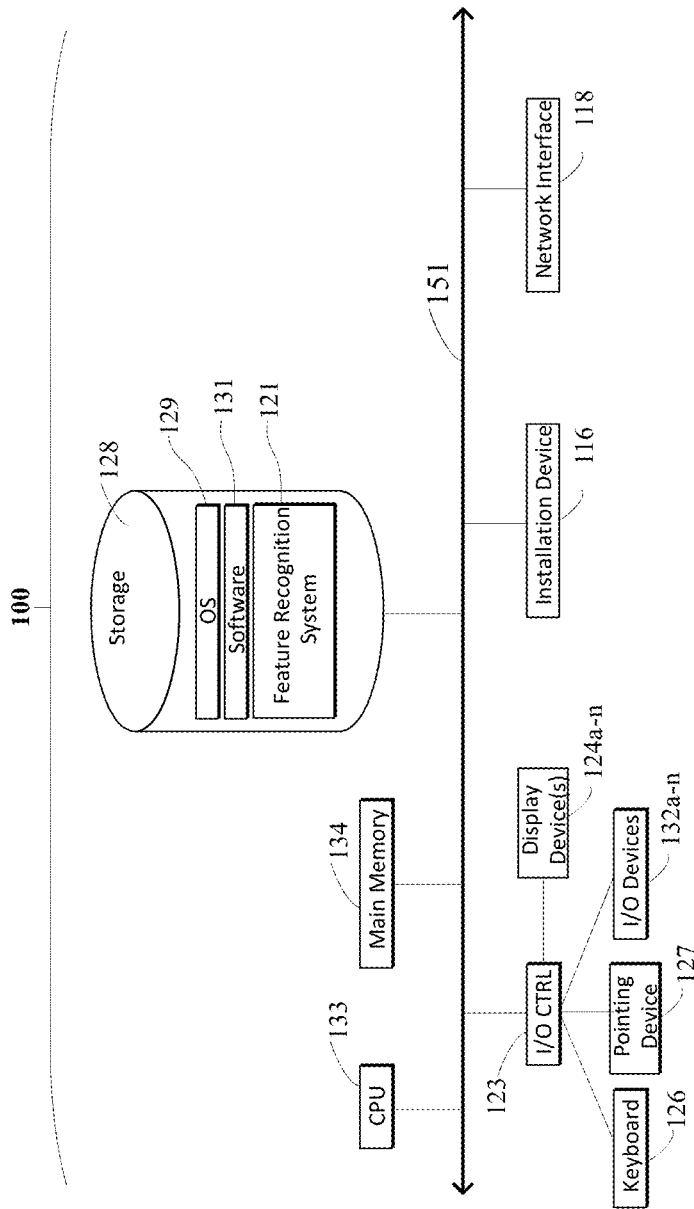 100
Storage
128
OS
129
Software
131
Feature Recognition
System
121
CPU
133
Main Memory
134
151
I/O CTRL
123
Display
Device(s)
124a-n
Keyboard
126
Pointing
Device
127
I/O Devices
132a-n
Installation Device
116
Network Interface
118